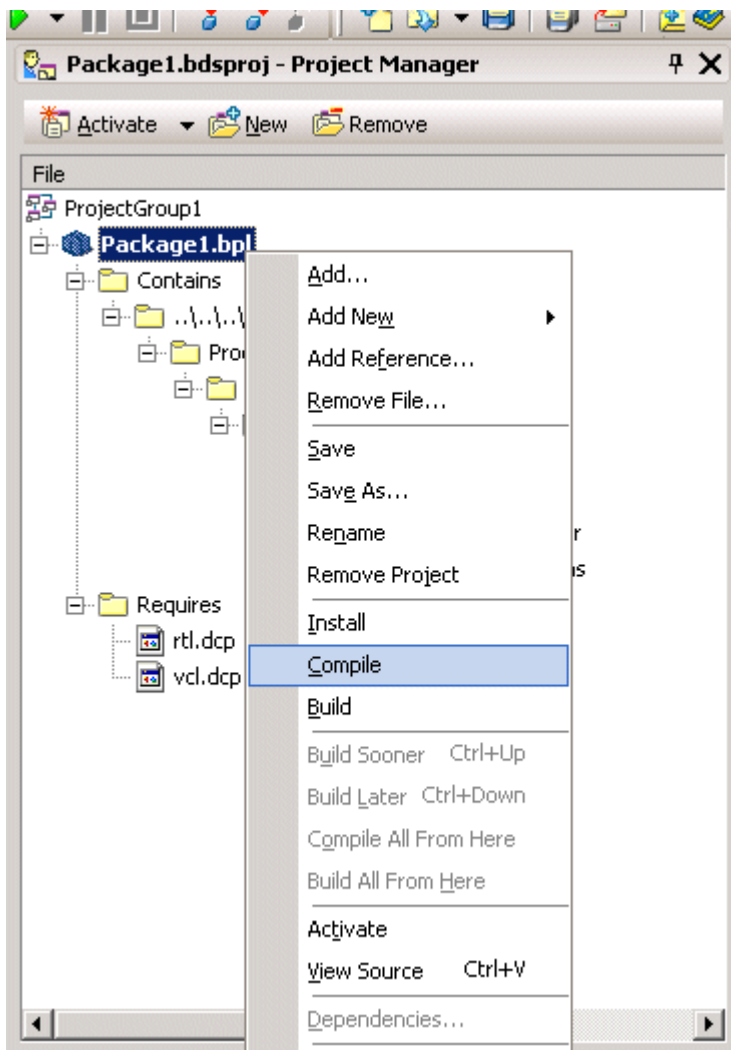 Package1.bdsproj - Project Manager
Activate New Remove
File
ProjectGroup1
Package1.bpl
Contains
..\..\..\
Requires
rtl.dcp
vcl.dcp
Add...
Add New
Add Reference...
Remove File...
Save
Save As...
Rename
Remove Project
Install
Compile
Build
Build Sooner Ctrl+Up
Build Later Ctrl+Down
Compile All From Here
Build All From Here
Activate
View Source Ctrl+V
Dependencies...